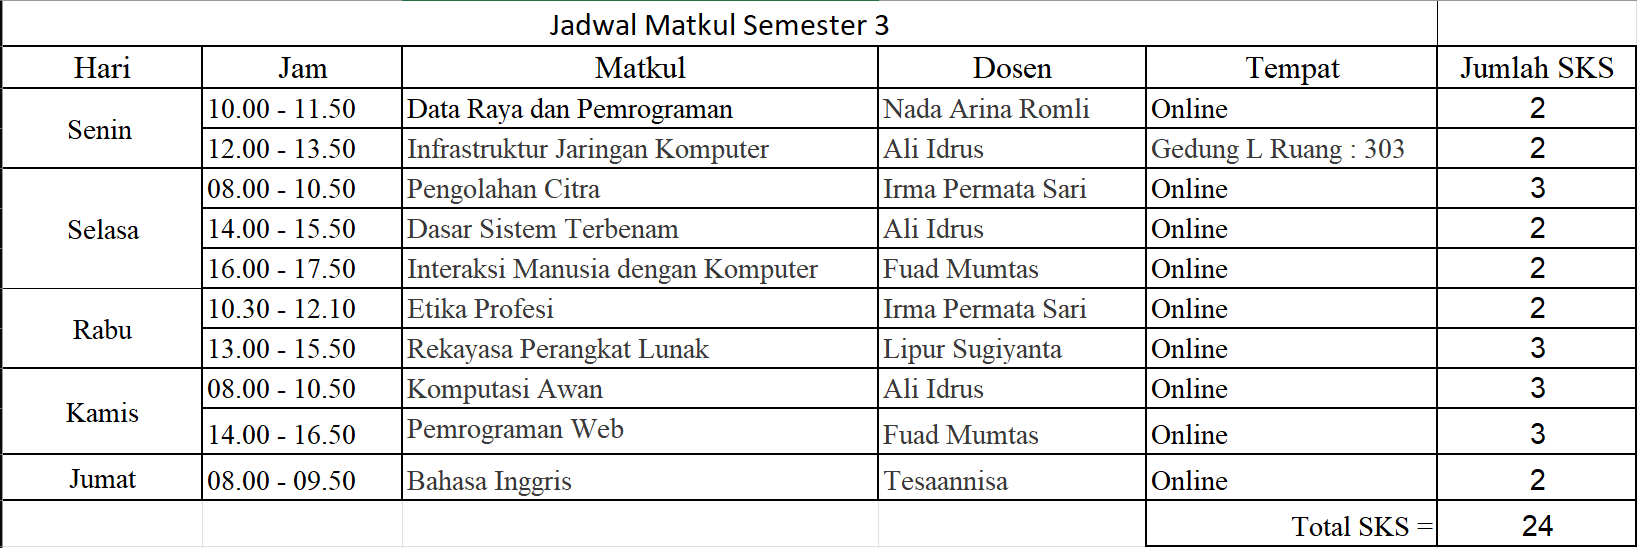 Jadwal Matkul Semester 3
Hari Jam Matkul Dosen Tempat Jumlah SKS
Senin 10.00 - 11.50 Data Raya dan Pemrograman Nada Arina Romli Online 2
12.00 - 13.50 Infrastruktur Jaringan Komputer Ali Idrus Gedung L Ruang : 303 2
Selasa 08.00 - 10.50 Pengolahan Citra Irma Permata Sari Online 3
14.00 - 15.50 Dasar Sistem Terbenam Ali Idrus Online 2
16.00 - 17.50 Interaksi Manusia dengan Komputer Fuad Mumtas Online 2
Rabu 10.30 - 12.10 Etika Profesi Irma Permata Sari Online 2
13.00 - 15.50 Rekayasa Perangkat Lunak Lipur Sugiyanta Online 3
Kamis 08.00 - 10.50 Komputasi Awan Ali Idrus Online 3
14.00 - 16.50 Pemrograman Web Fuad Mumtas Online 3
Jumat 08.00 - 09.50 Bahasa Inggris Tesaannisa Online 2
Total SKS = 24